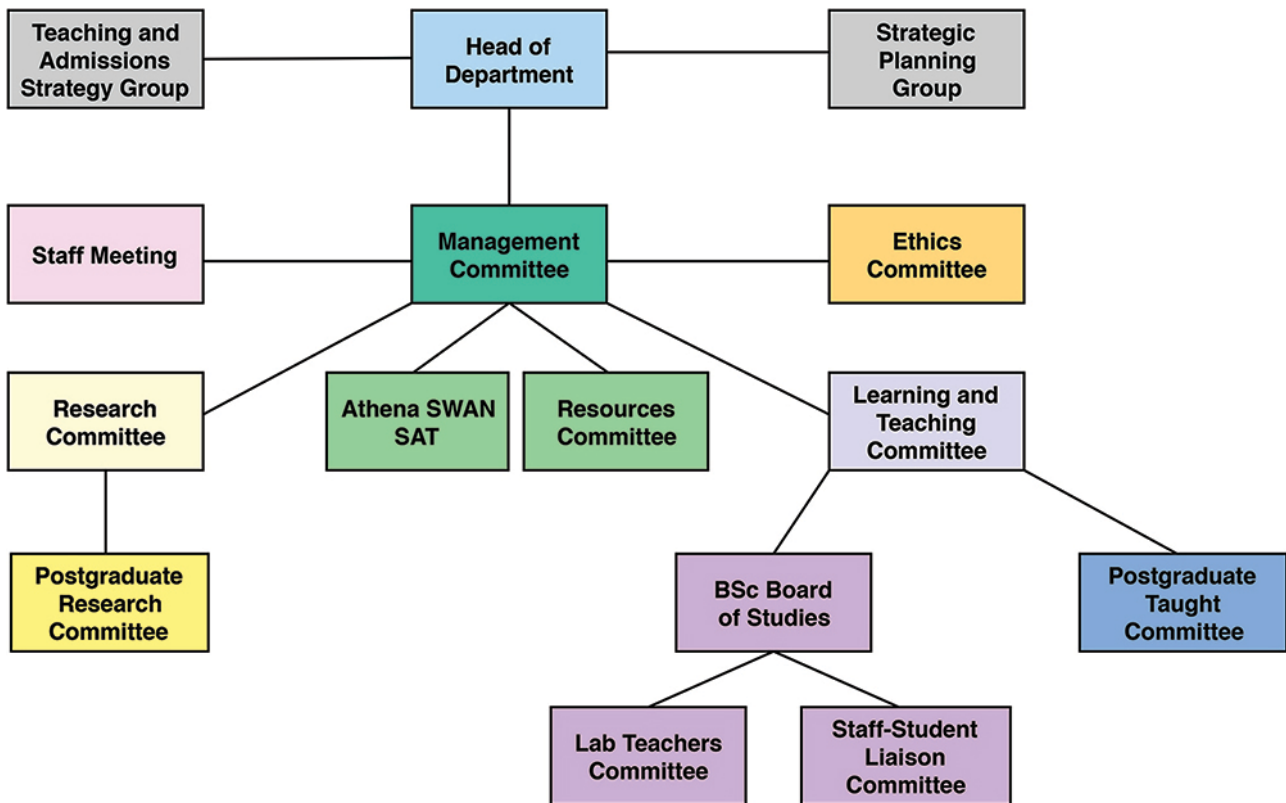 Teaching and
Admissions
Strategy Group
Head of
Department
Strategic
Planning
Group
Staff Meeting
Management
Committee
Ethics
Committee
Research
Committee
Athena SWAN
SAT
Resources
Committee
Learning and
Teaching
Committee
Postgraduate
Research
Committee
BSc Board
of Studies
Postgraduate
Taught
Committee
Lab Teachers
Committee
Staff-Student
Liaison
Committee